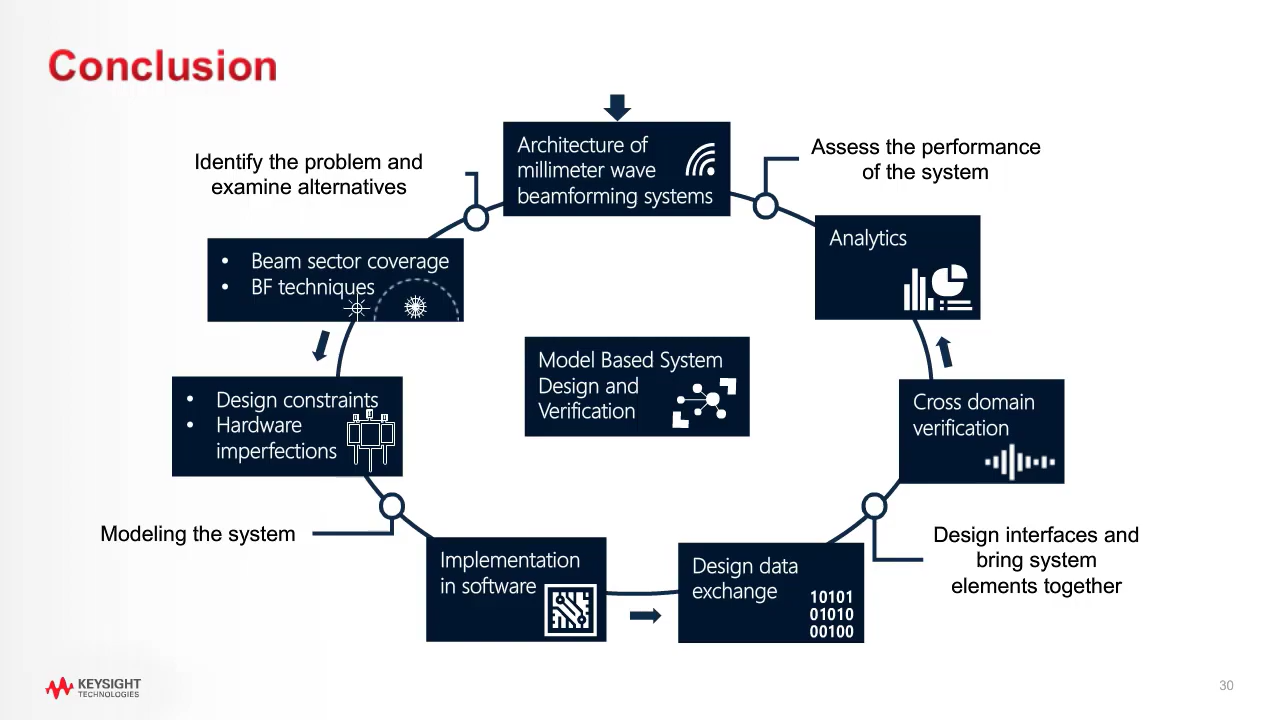 Conclusion
Architecture of
millimeter wave
beamforming systems
Identify the problem and
examine alternatives
Assess the performance
of the system
• Beam sector coverage
• BF techniques
Analytics
Model Based System
Design and
Verification
• Design constraints
• Hardware
imperfections
Cross domain
verification
Modeling the system
Implementation
in software
Design data
exchange
10101
01010
00100
Design interfaces and
bring system
elements together
KEYSIGHT
TECHNOLOGIES
30